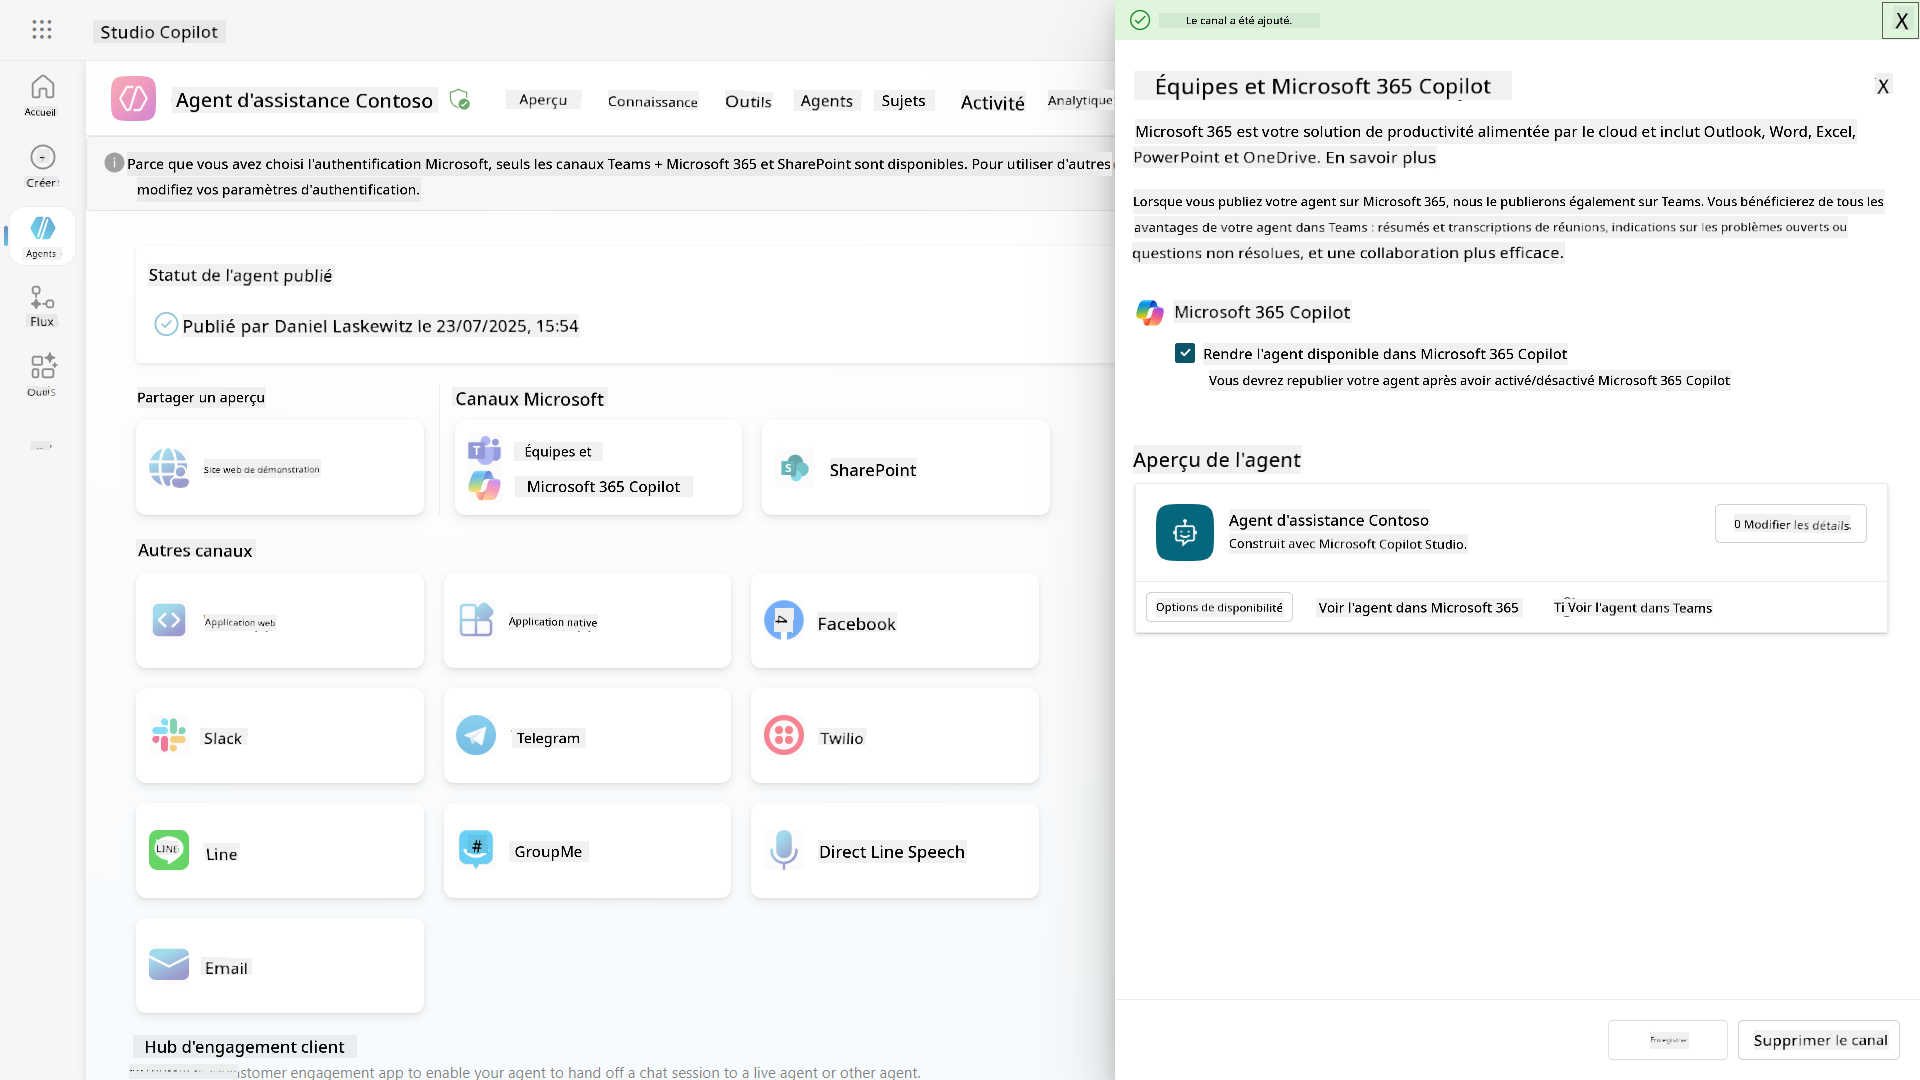 Studio Copilot
Accueil
Créer
Agents
Flux
Outils
Agent d'assistance Contoso
Aperçu
Connaissance
Outils
Agents
Sujets
Activité
Analytique
Parce que vous avez choisi l'authentification Microsoft, seuls les canaux Teams + Microsoft 365 et SharePoint sont disponibles. Pour utiliser d'autres
modifiez vos paramètres d'authentification.
Statut de l'agent publié
Publié par Daniel Laskewitz le 23/07/2025, 15:54
Partager un aperçu
Canaux Microsoft
Site web de démonstration
Équipes et
Microsoft 365 Copilot
SharePoint
Autres canaux
Application web
Application native
Facebook
Slack
Telegram
Twilio
LINE
Line
#
GroupMe
Direct Line Speech
Email
Hub d'engagement client
stomer engagement app to enable your agent to hand off a chat session to a live agent or other agent.
Le canal a été ajouté.
X
Équipes et Microsoft 365 Copilot
X
Microsoft 365 est votre solution de productivité alimentée par le cloud et inclut Outlook, Word, Excel,
PowerPoint et OneDrive. En savoir plus
Lorsque vous publiez votre agent sur Microsoft 365, nous le publierons également sur Teams. Vous bénéficierez de tous les
avantages de votre agent dans Teams : résumés et transcriptions de réunions, indications sur les problèmes ouverts ou
questions non résolues, et une collaboration plus efficace.
Microsoft 365 Copilot
Rendre l'agent disponible dans Microsoft 365 Copilot
Vous devrez republier votre agent après avoir activé/désactivé Microsoft 365 Copilot
Aperçu de l'agent
Agent d'assistance Contoso
Construit avec Microsoft Copilot Studio.
0 Modifier les détails.
Options de disponibilité
Voir l'agent dans Microsoft 365
Ti Voir l'agent dans Teams
Enregistrer
Supprimer le canal